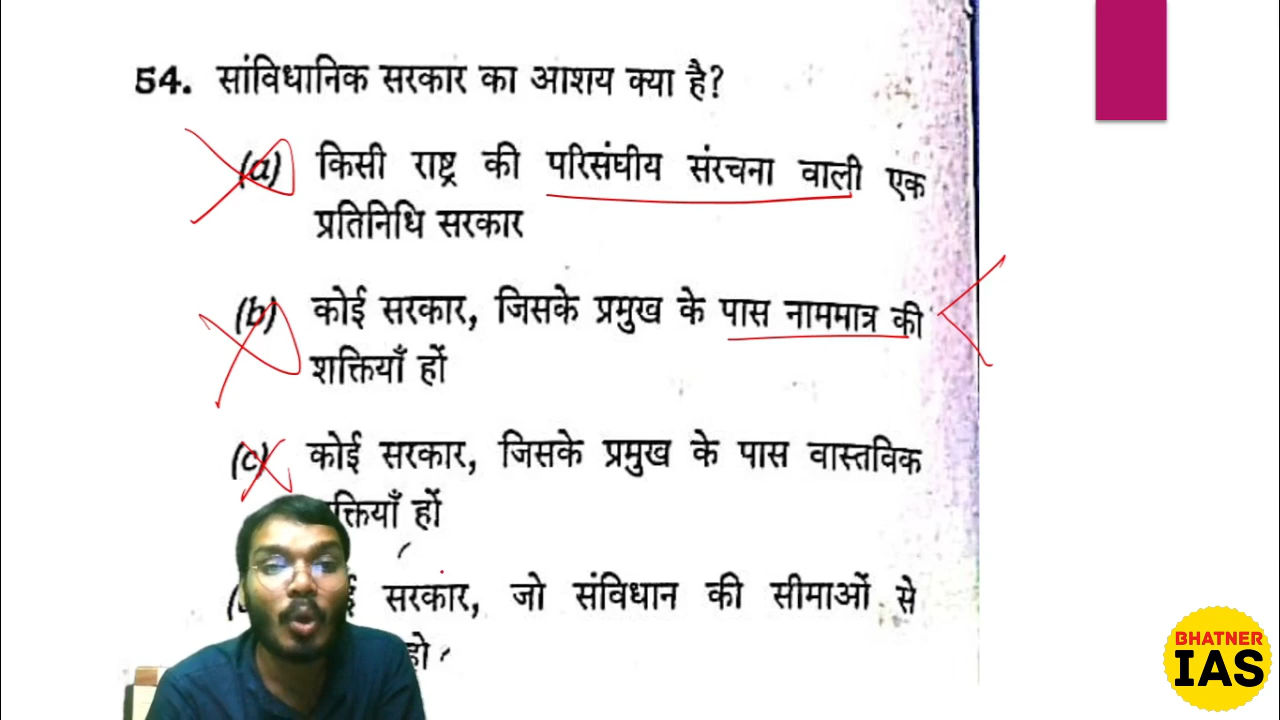 54. सांविधानिक सरकार का आशय क्या है?
(a) किसी राष्ट्र की परिसंघीय संरचना वाली एक
प्रतिनिधि सरकार
(b) कोई सरकार, जिसके प्रमुख के पास नाममात्र की
शक्तियाँ हों
(c) कोई सरकार, जिसके प्रमुख के पास वास्तविक
हों
सरकार, जो संविधान की सीमाओं से
हो
BHATNER
IAS